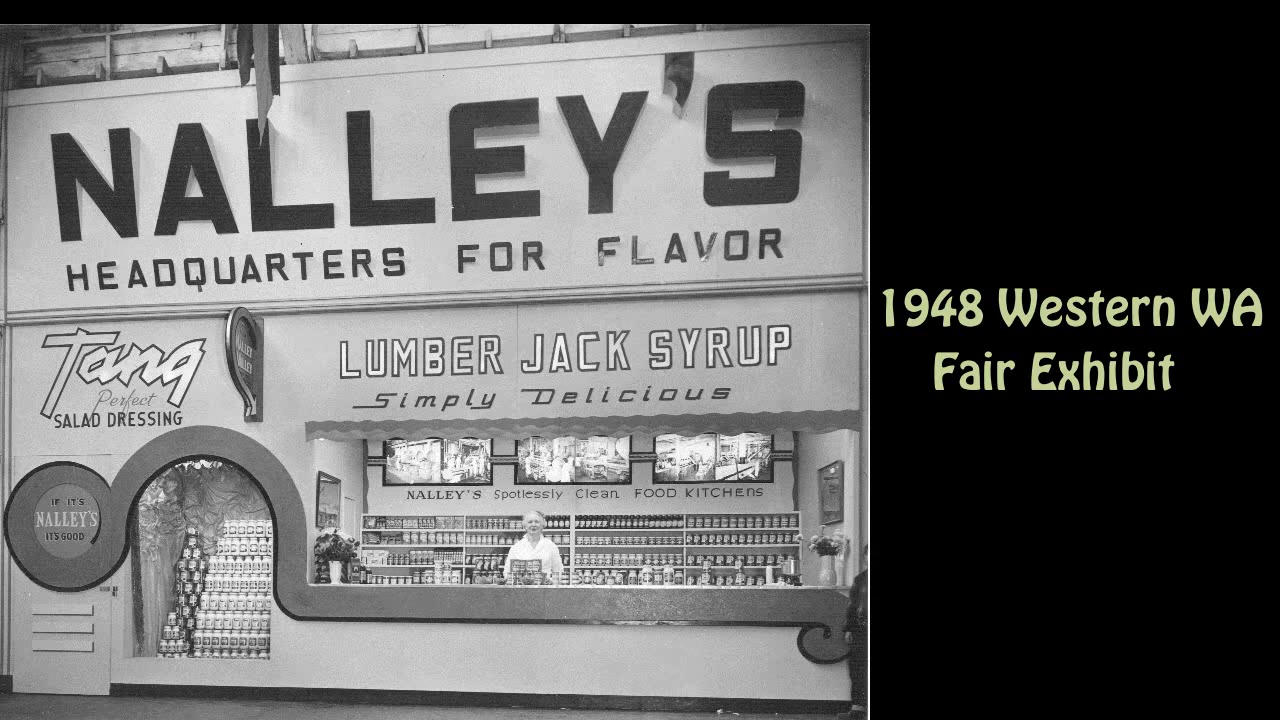 NALLEY'S
HEADQUARTERS FOR FLAVOR
Tang
Perfect
SALAD DRESSING
LUMBER JACK SYRUP
Simply Delicious
IF IT'S
NALLEY'S
IT'S GOOD
NALLEY'S Spotlessly Clean FOOD KITCHENS
1948 Western WA
Fair Exhibit